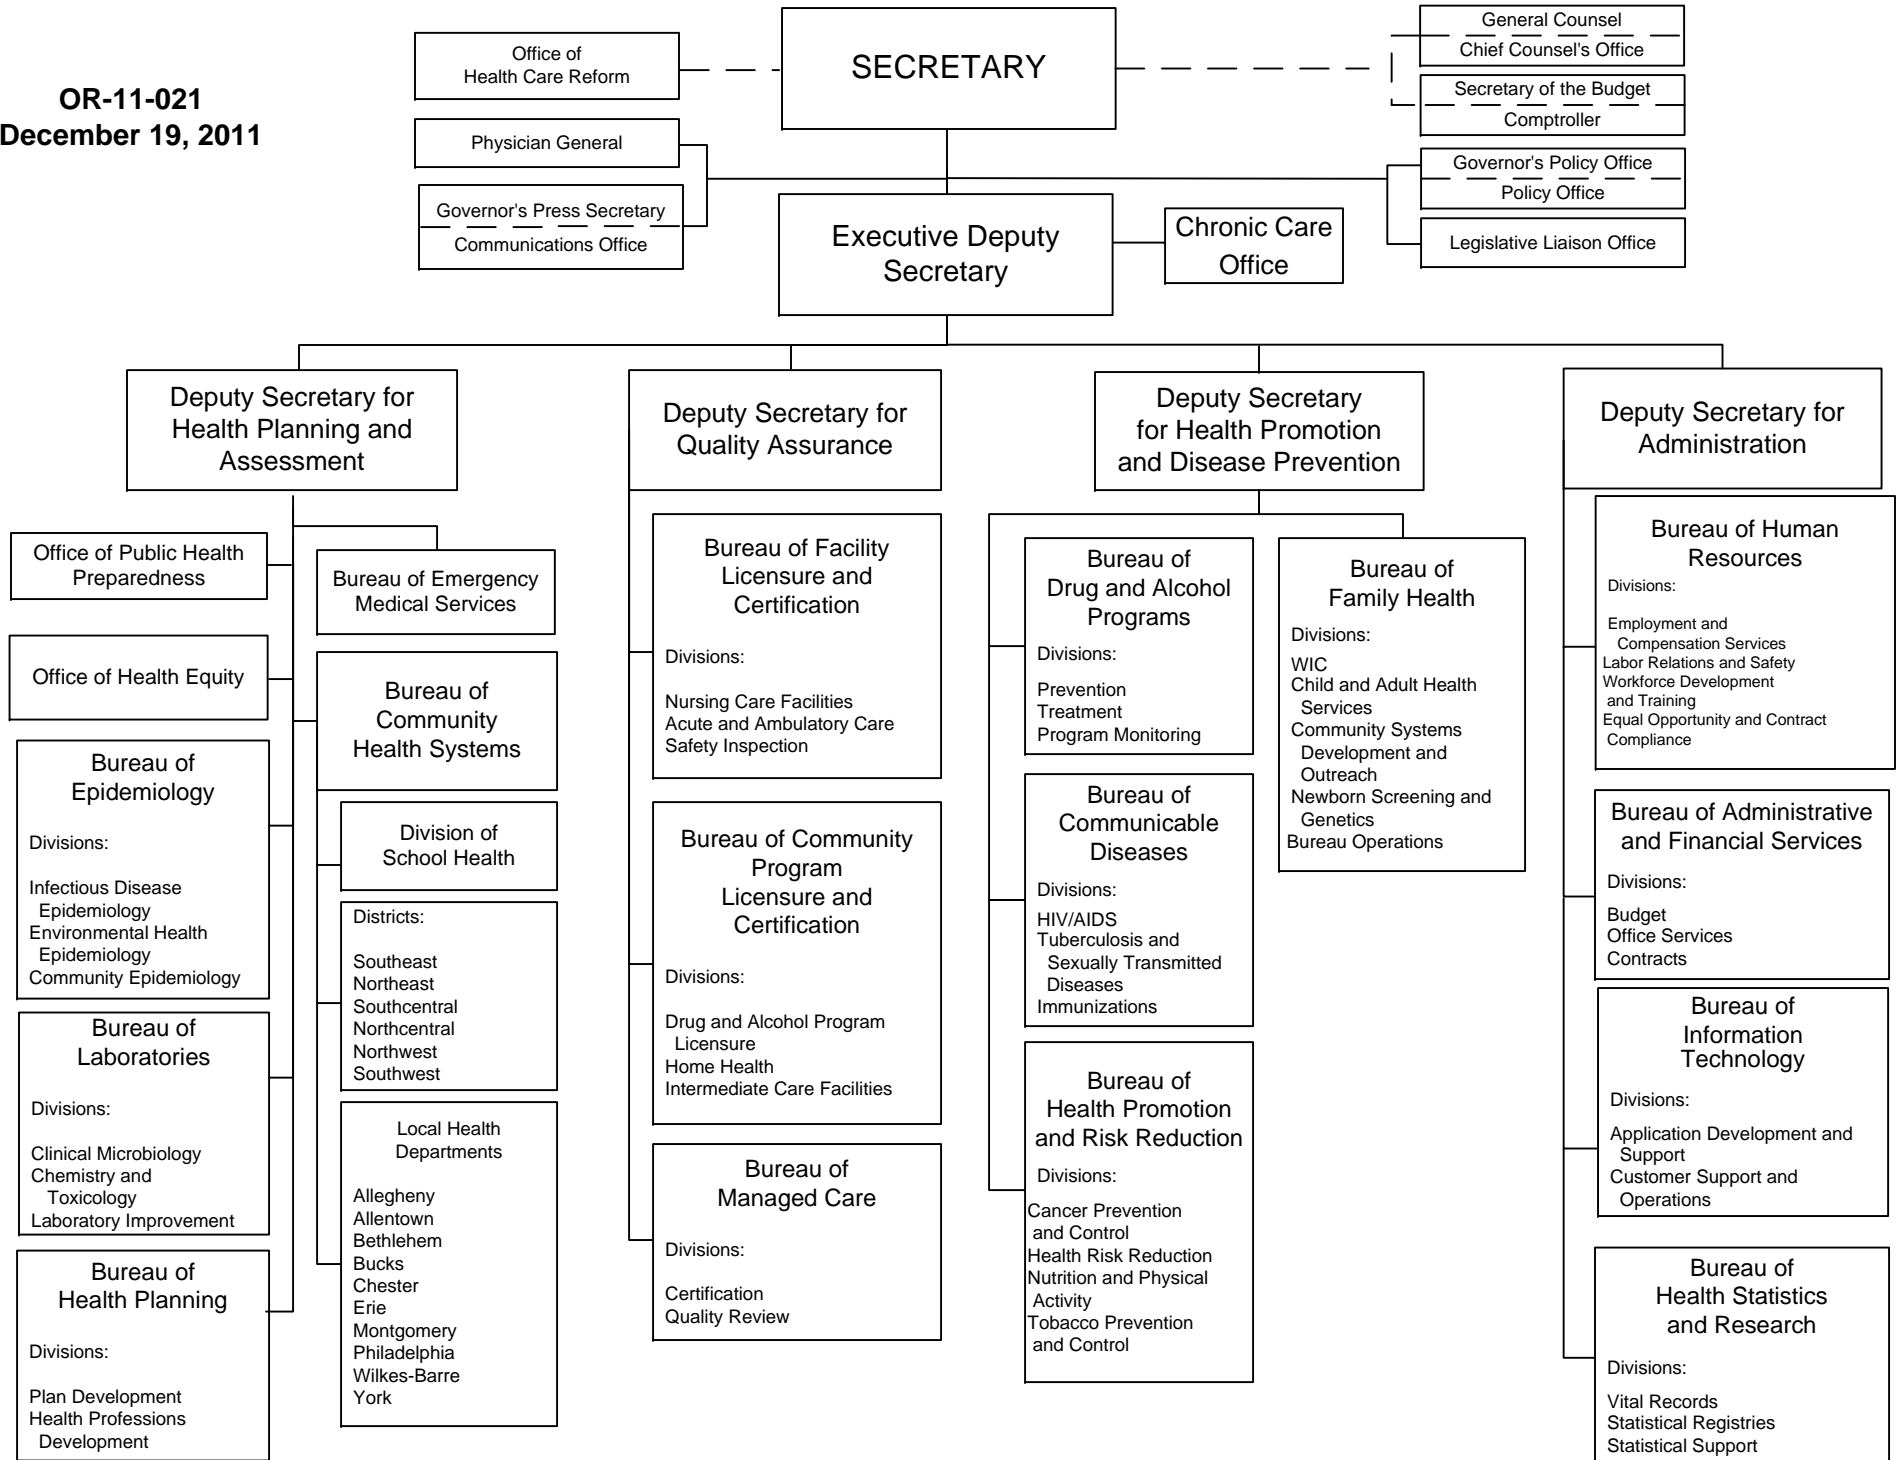 OR-11-021
December 19, 2011
Office of
Health Care Reform
SECRETARY
General Counsel
Chief Counsel's Office
Secretary of the Budget
Comptroller
Physician General
Governor's Press Secretary
Communications Office
Governor's Policy Office
Policy Office
Legislative Liaison Office
Executive Deputy
Secretary
Chronic Care
Office
Deputy Secretary for
Health Planning and
Assessment
Office of Public Health
Preparedness
Office of Health Equity
Bureau of
Epidemiology
Divisions:
Infectious Disease
Epidemiology
Environmental Health
Epidemiology
Community Epidemiology
Bureau of
Laboratories
Divisions:
Clinical Microbiology
Chemistry and
Toxicology
Laboratory Improvement
Bureau of
Health Planning
Divisions:
Plan Development
Health Professions
Development
Bureau of Emergency
Medical Services
Bureau of
Community
Health Systems
Division of
School Health
Districts:
Southeast
Northeast
Southcentral
Northcentral
Northwest
Southwest
Local Health
Departments
Allegheny
Allentown
Bethlehem
Bucks
Chester
Erie
Montgomery
Philadelphia
Wilkes-Barre
York
Deputy Secretary for
Quality Assurance
Bureau of Facility
Licensure and
Certification
Divisions:
Nursing Care Facilities
Acute and Ambulatory Care
Safety Inspection
Bureau of Community
Program
Licensure and
Certification
Divisions:
Drug and Alcohol Program
Licensure
Home Health
Intermediate Care Facilities
Bureau of
Managed Care
Divisions:
Certification
Quality Review
Deputy Secretary
for Health Promotion
and Disease Prevention
Bureau of
Drug and Alcohol
Programs
Divisions:
Prevention
Treatment
Program Monitoring
Bureau of
Communicable
Diseases
Divisions:
HIV/AIDS
Tuberculosis and
Sexually Transmitted
Diseases
Immunizations
Bureau of
Health Promotion
and Risk Reduction
Divisions:
Cancer Prevention
and Control
Health Risk Reduction
Nutrition and Physical
Activity
Tobacco Prevention
and Control
Bureau of
Family Health
Divisions:
WIC
Child and Adult Health
Services
Community Systems
Development and
Outreach
Newborn Screening and
Genetics
Bureau Operations
Deputy Secretary for
Administration
Bureau of Human
Resources
Divisions:
Employment and
Compensation Services
Labor Relations and Safety
Workforce Development
and Training
Equal Opportunity and Contract
Compliance
Bureau of Administrative
and Financial Services
Divisions:
Budget
Office Services
Contracts
Bureau of
Information
Technology
Divisions:
Application Development and
Support
Customer Support and
Operations
Bureau of
Health Statistics
and Research
Divisions:
Vital Records
Statistical Registries
Statistical Support